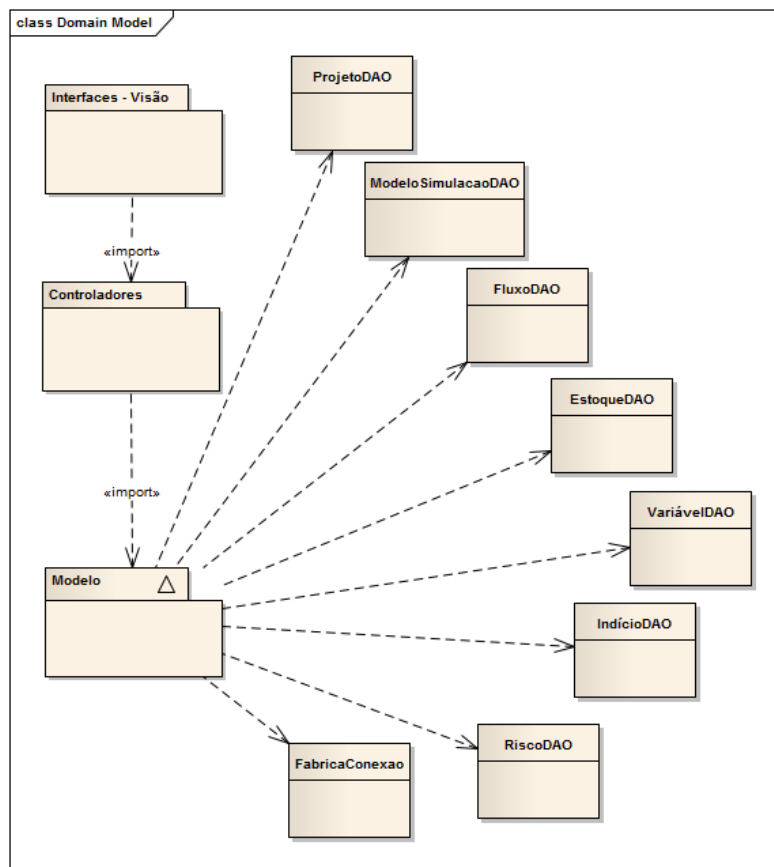 class Domain Model
ProjetoDAO
Interfaces - Visão
ModeloSimulacaoDAO
«import»
FluxoDAO
Controladores
EstoqueDAO
«import»
VariávelDAO
Modelo
IndícioDAO
RiscoDAO
FabricaConexao